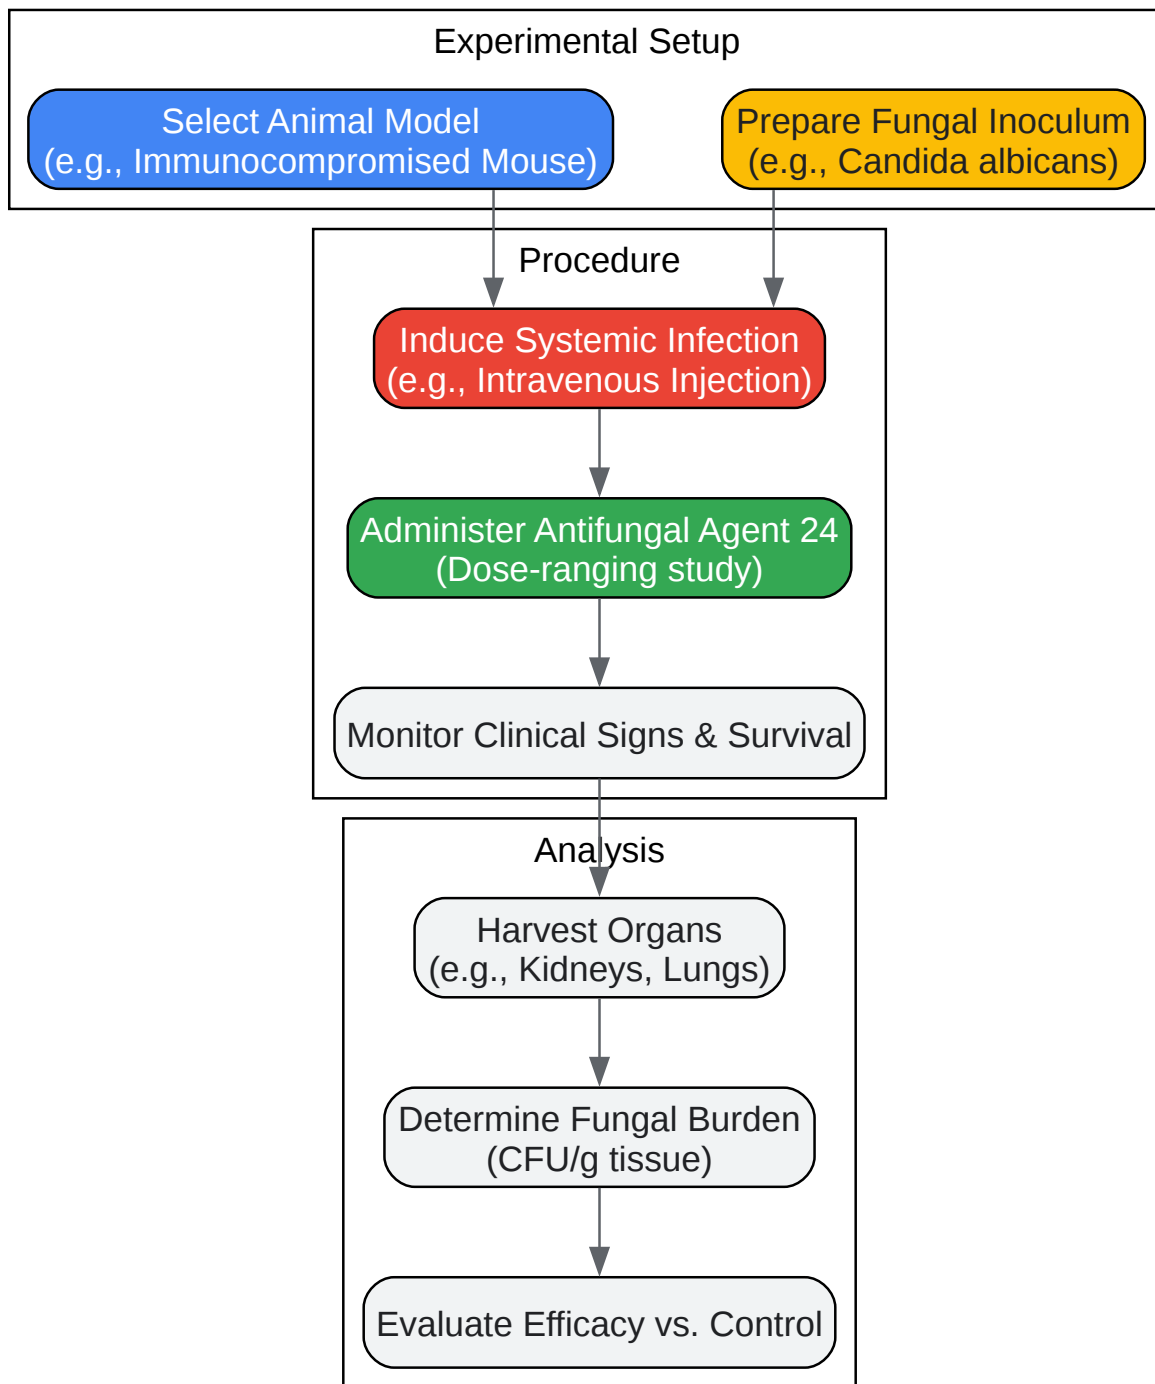 Experimental Setup
Select Animal Model
(e.g., Immunocompromised Mouse)
Prepare Fungal Inoculum
(e.g., Candida albicans)
Procedure
Induce Systemic Infection
(e.g., Intravenous Injection)
Administer Antifungal Agent 24
(Dose-ranging study)
Monitor Clinical Signs & Survival
Analysis
Harvest Organs
(e.g., Kidneys, Lungs)
Determine Fungal Burden
(CFU/g tissue)
Evaluate Efficacy vs. Control